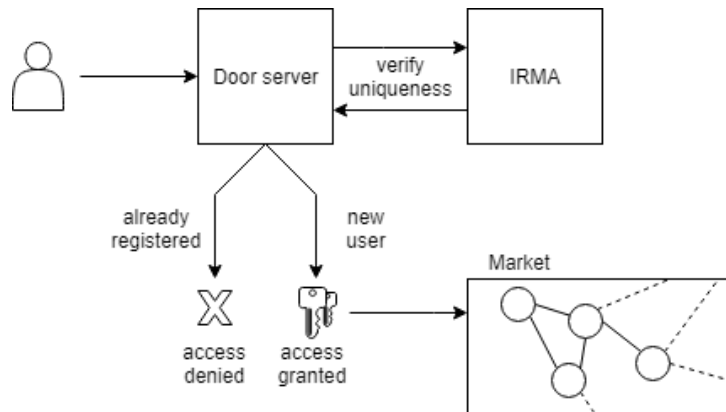 Door server
verify
uniqueness
IRMA
already
registered
new
user
access
denied
access
granted
Market